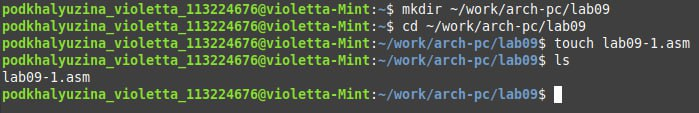 podkhalyuzina_violetta_113224676@violetta-Mint:~$ mkdir ~/work/arch-pc/lab09
podkhalyuzina_violetta_113224676@violetta-Mint:~$ cd ~/work/arch-pc/lab09
podkhalyuzina_violetta_113224676@violetta-Mint:~/work/arch-pc/lab09$ touch lab09-1.asm
podkhalyuzina_violetta_113224676@violetta-Mint:~/work/arch-pc/lab09$ ls
lab09-1.asm
podkhalyuzina_violetta_113224676@violetta-Mint:~/work/arch-pc/lab09$